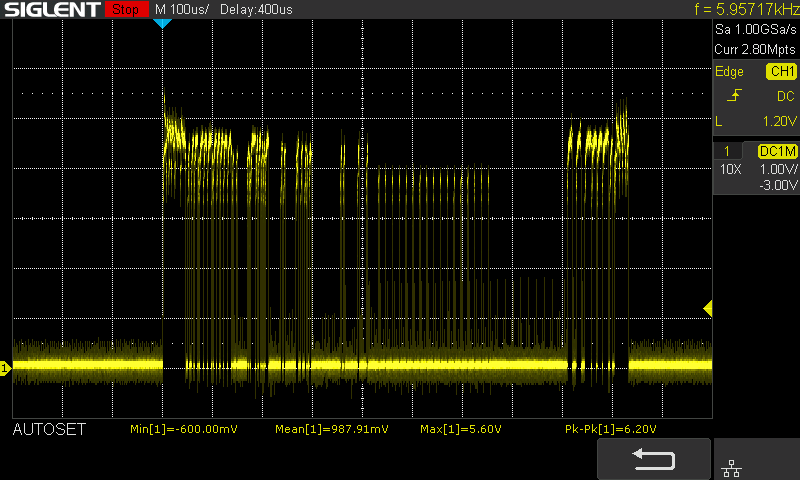 SIGLENT Stop M 100us/ Delay:400us f = 5.95717kHz
Sa 1.00GSa/s
Curr 2.80Mpts
Edge CH1
DC
L 1.20V
1 DC1M
10X 1.00V/
-3.00V
1
AUTOSET Min[1]=-600.00mV Mean[1]=987.91mV Max[1]=5.60V Pk-Pk[1]=6.20V